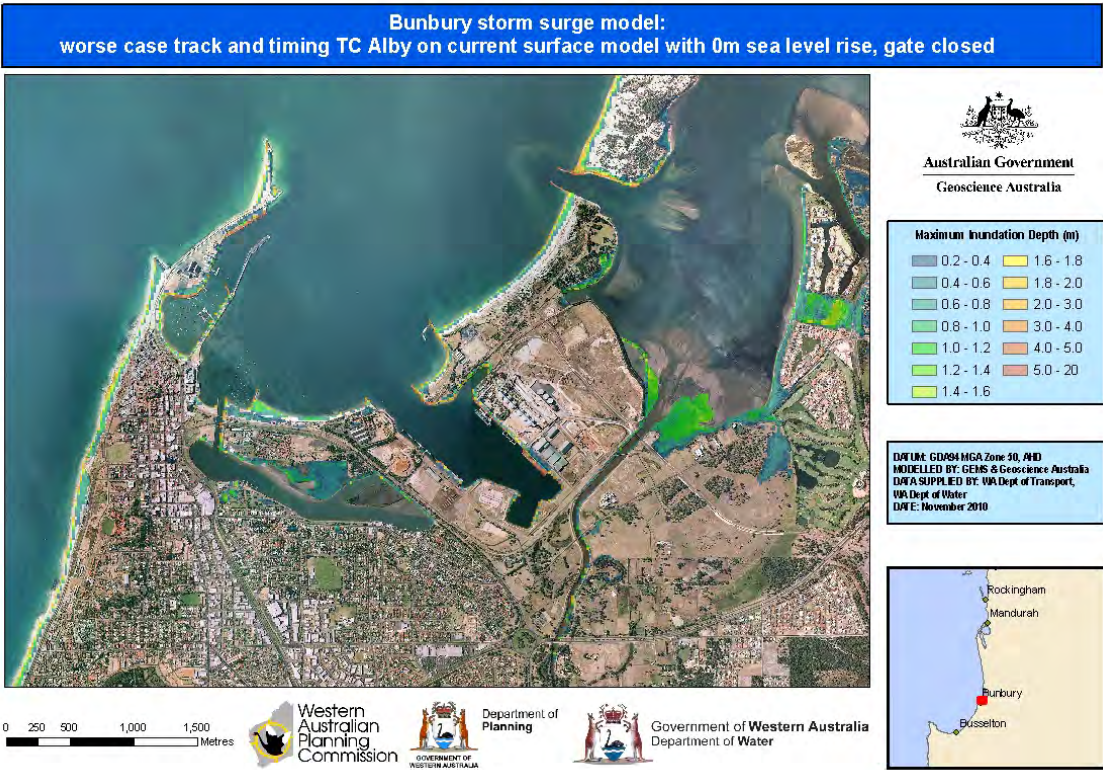 Bunbury storm surge model:
worse case track and timing TC Alby on current surface model with 0m sea level rise, gate closed
Australian Government
Geoscience Australia
Maximum Inundation Depth (m)
0.2 - 0.4
0.4 - 0.6
0.6 - 0.8
0.8 - 1.0
1.0 - 1.2
1.2 - 1.4
1.4 - 1.6
1.6 - 1.8
1.8 - 2.0
2.0 - 3.0
3.0 - 4.0
4.0 - 5.0
5.0 - 20
DATUM: GDA94 MGA Zone 50, AHD
MODELLED BY: GEMS & Geoscience Australia
DATA SUPPLIED BY: WA Dept of Transport,
WA Dept of Water
DATE: November 2010
Rockingham
Mandurah
Bunbury
Busselton
0 250 500 1,000 1,500
Metres
Western
Australian
Planning
Commission
GOVERNMENT OF
WESTERN AUSTRALIA
Department of
Planning
Government of Western Australia
Department of Water